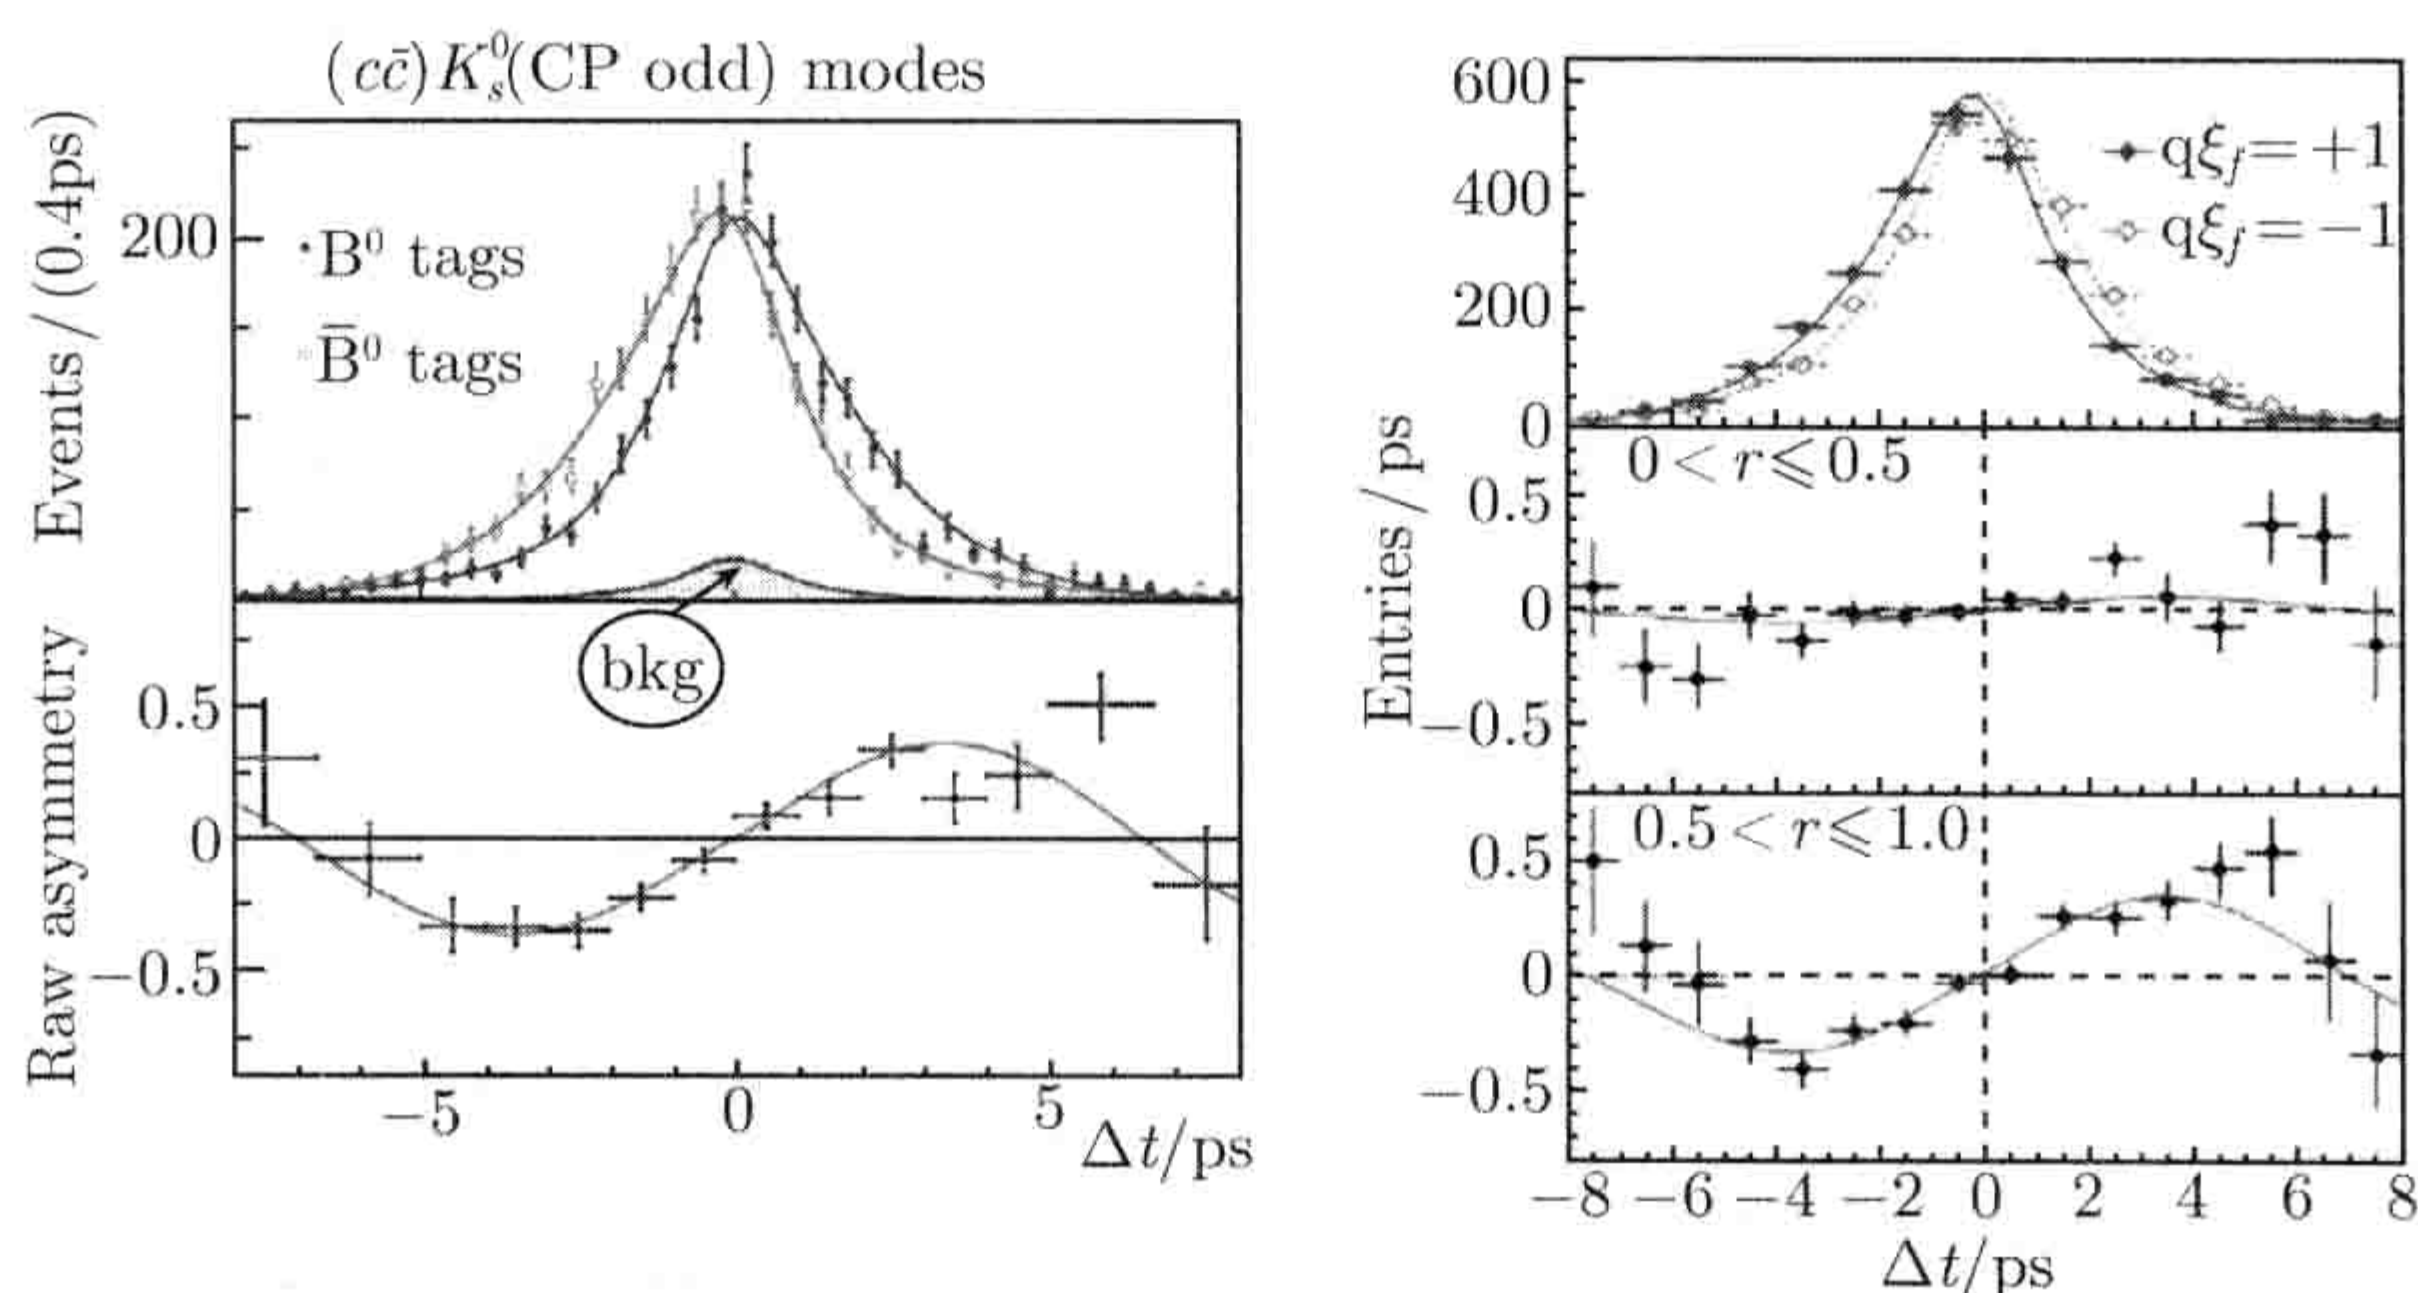 (cc̄)K⁰ₛ(CP odd) modes
Events/(0.4ps)
200
B⁰ tags
B̄⁰ tags
bkg
Raw asymmetry
0.5
0
−0.5
−5
0
5
Δt/ps
Entries/ps
600
400
200
0
qξf=+1
qξf=−1
0<r⩽0.5
0.5
0
−0.5
0.5<r⩽1.0
0.5
0
−0.5
−8 −6 −4 −2 0 2 4 6 8
Δt/ps